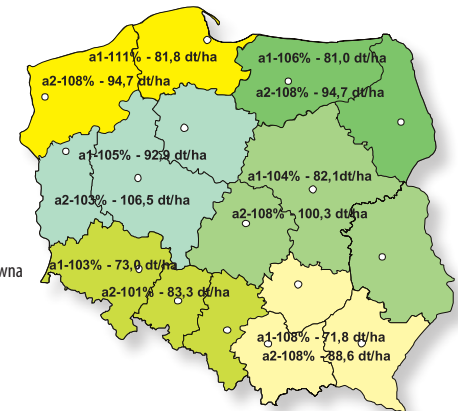 a1-111% - 81,8 dt/ha
a2-108% - 94,7 dt/ha
a1-106% - 81,0 dt/ha
a2-108% - 94,7 dt/ha
a1-105% - 92,9 dt/ha
a2-103% - 106,5 dt/ha
a1-104% - 82,1dt/ha
a2-108% - 100,3 dt/ha
wna
a1-103% - 73,0 dt/ha
a2-101% - 83,3 dt/ha
a1-108% - 71,8 dt/ha
a2-108% - 88,6 dt/ha